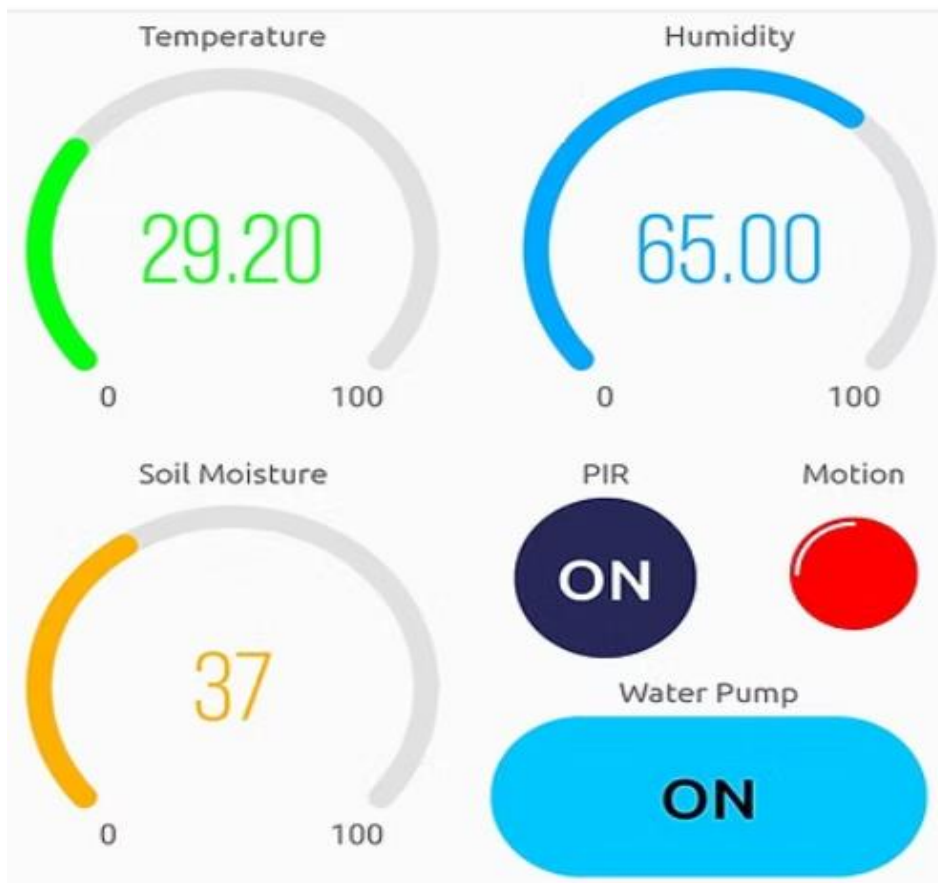 Temperature
Humidity
29.20
65.00
0
100
0
100
Soil Moisture
PIR
Motion
ON
37
Water Pump
ON
0
100